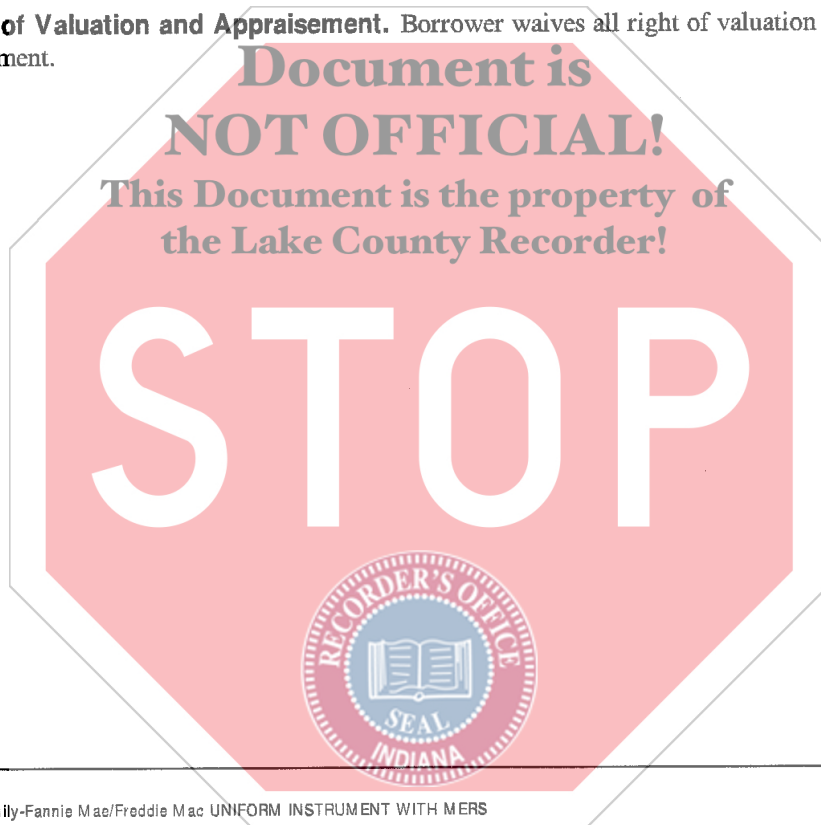 of Valuation and Appraisement. Borrower waives all right of valuation
ment.
Document is
NOT OFFICIAL!
This Document is the property of
the Lake County Recorder!
STOP
RECORDER'S OFFICE
SEAL
INDIANA
ily-Fannie Mae/Freddie Mac UNIFORM INSTRUMENT WITH MERS